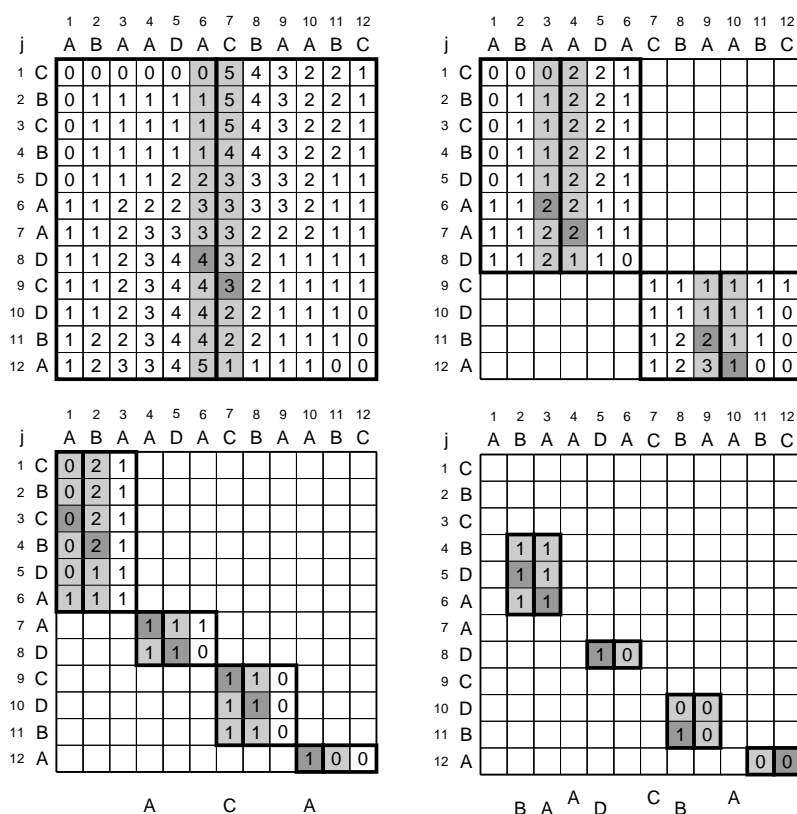 1 2 3 4 5 6 7 8 9 10 11 12
j A B A A D A C B A A B C
1 C 0 0 0 0 0 0 5 4 3 2 2 1
2 B 0 1 1 1 1 1 5 4 3 2 2 1
3 C 0 1 1 1 1 1 5 4 3 2 2 1
4 B 0 1 1 1 1 1 4 4 3 2 2 1
5 D 0 1 1 1 2 2 3 3 3 2 1 1
6 A 1 1 2 2 2 3 3 3 3 2 1 1
7 A 1 1 2 3 3 3 3 2 2 2 1 1
8 D 1 1 2 3 4 4 3 2 1 1 1 1
9 C 1 1 2 3 4 4 3 2 1 1 1 1
10 D 1 1 2 3 4 4 2 2 1 1 1 0
11 B 1 2 2 3 4 4 2 2 1 1 1 0
12 A 1 2 3 3 4 5 1 1 1 1 0 0
1 2 3 4 5 6 7 8 9 10 11 12
j A B A A D A C B A A B C
1 C 0 0 0 2 2 1
2 B 0 1 1 2 2 1
3 C 0 1 1 2 2 1
4 B 0 1 1 2 2 1
5 D 0 1 1 2 2 1
6 A 1 1 2 2 1 1
7 A 1 1 2 2 1 1
8 D 1 1 2 1 1 0
9 C 1 1 1 1 1 1
10 D 1 1 1 1 1 0
11 B 1 2 2 1 1 0
12 A 1 2 3 1 0 0
1 2 3 4 5 6 7 8 9 10 11 12
j A B A A D A C B A A B C
1 C 0 2 1
2 B 0 2 1
3 C 0 2 1
4 B 0 2 1
5 D 0 1 1
6 A 1 1 1
7 A 1 1 1
8 D 1 1 0
9 C 1 1 0
10 D 1 1 0
11 B 1 1 0
12 A 1 0 0
A C A
1 2 3 4 5 6 7 8 9 10 11 12
j A B A A D A C B A A B C
1 C
2 B
3 C
4 B 1 1
5 D 1 1
6 A 1 1
7 A
8 D 1 0
9 C
10 D 0 0
11 B 1 0
12 A 0 0
A C A
B A D B